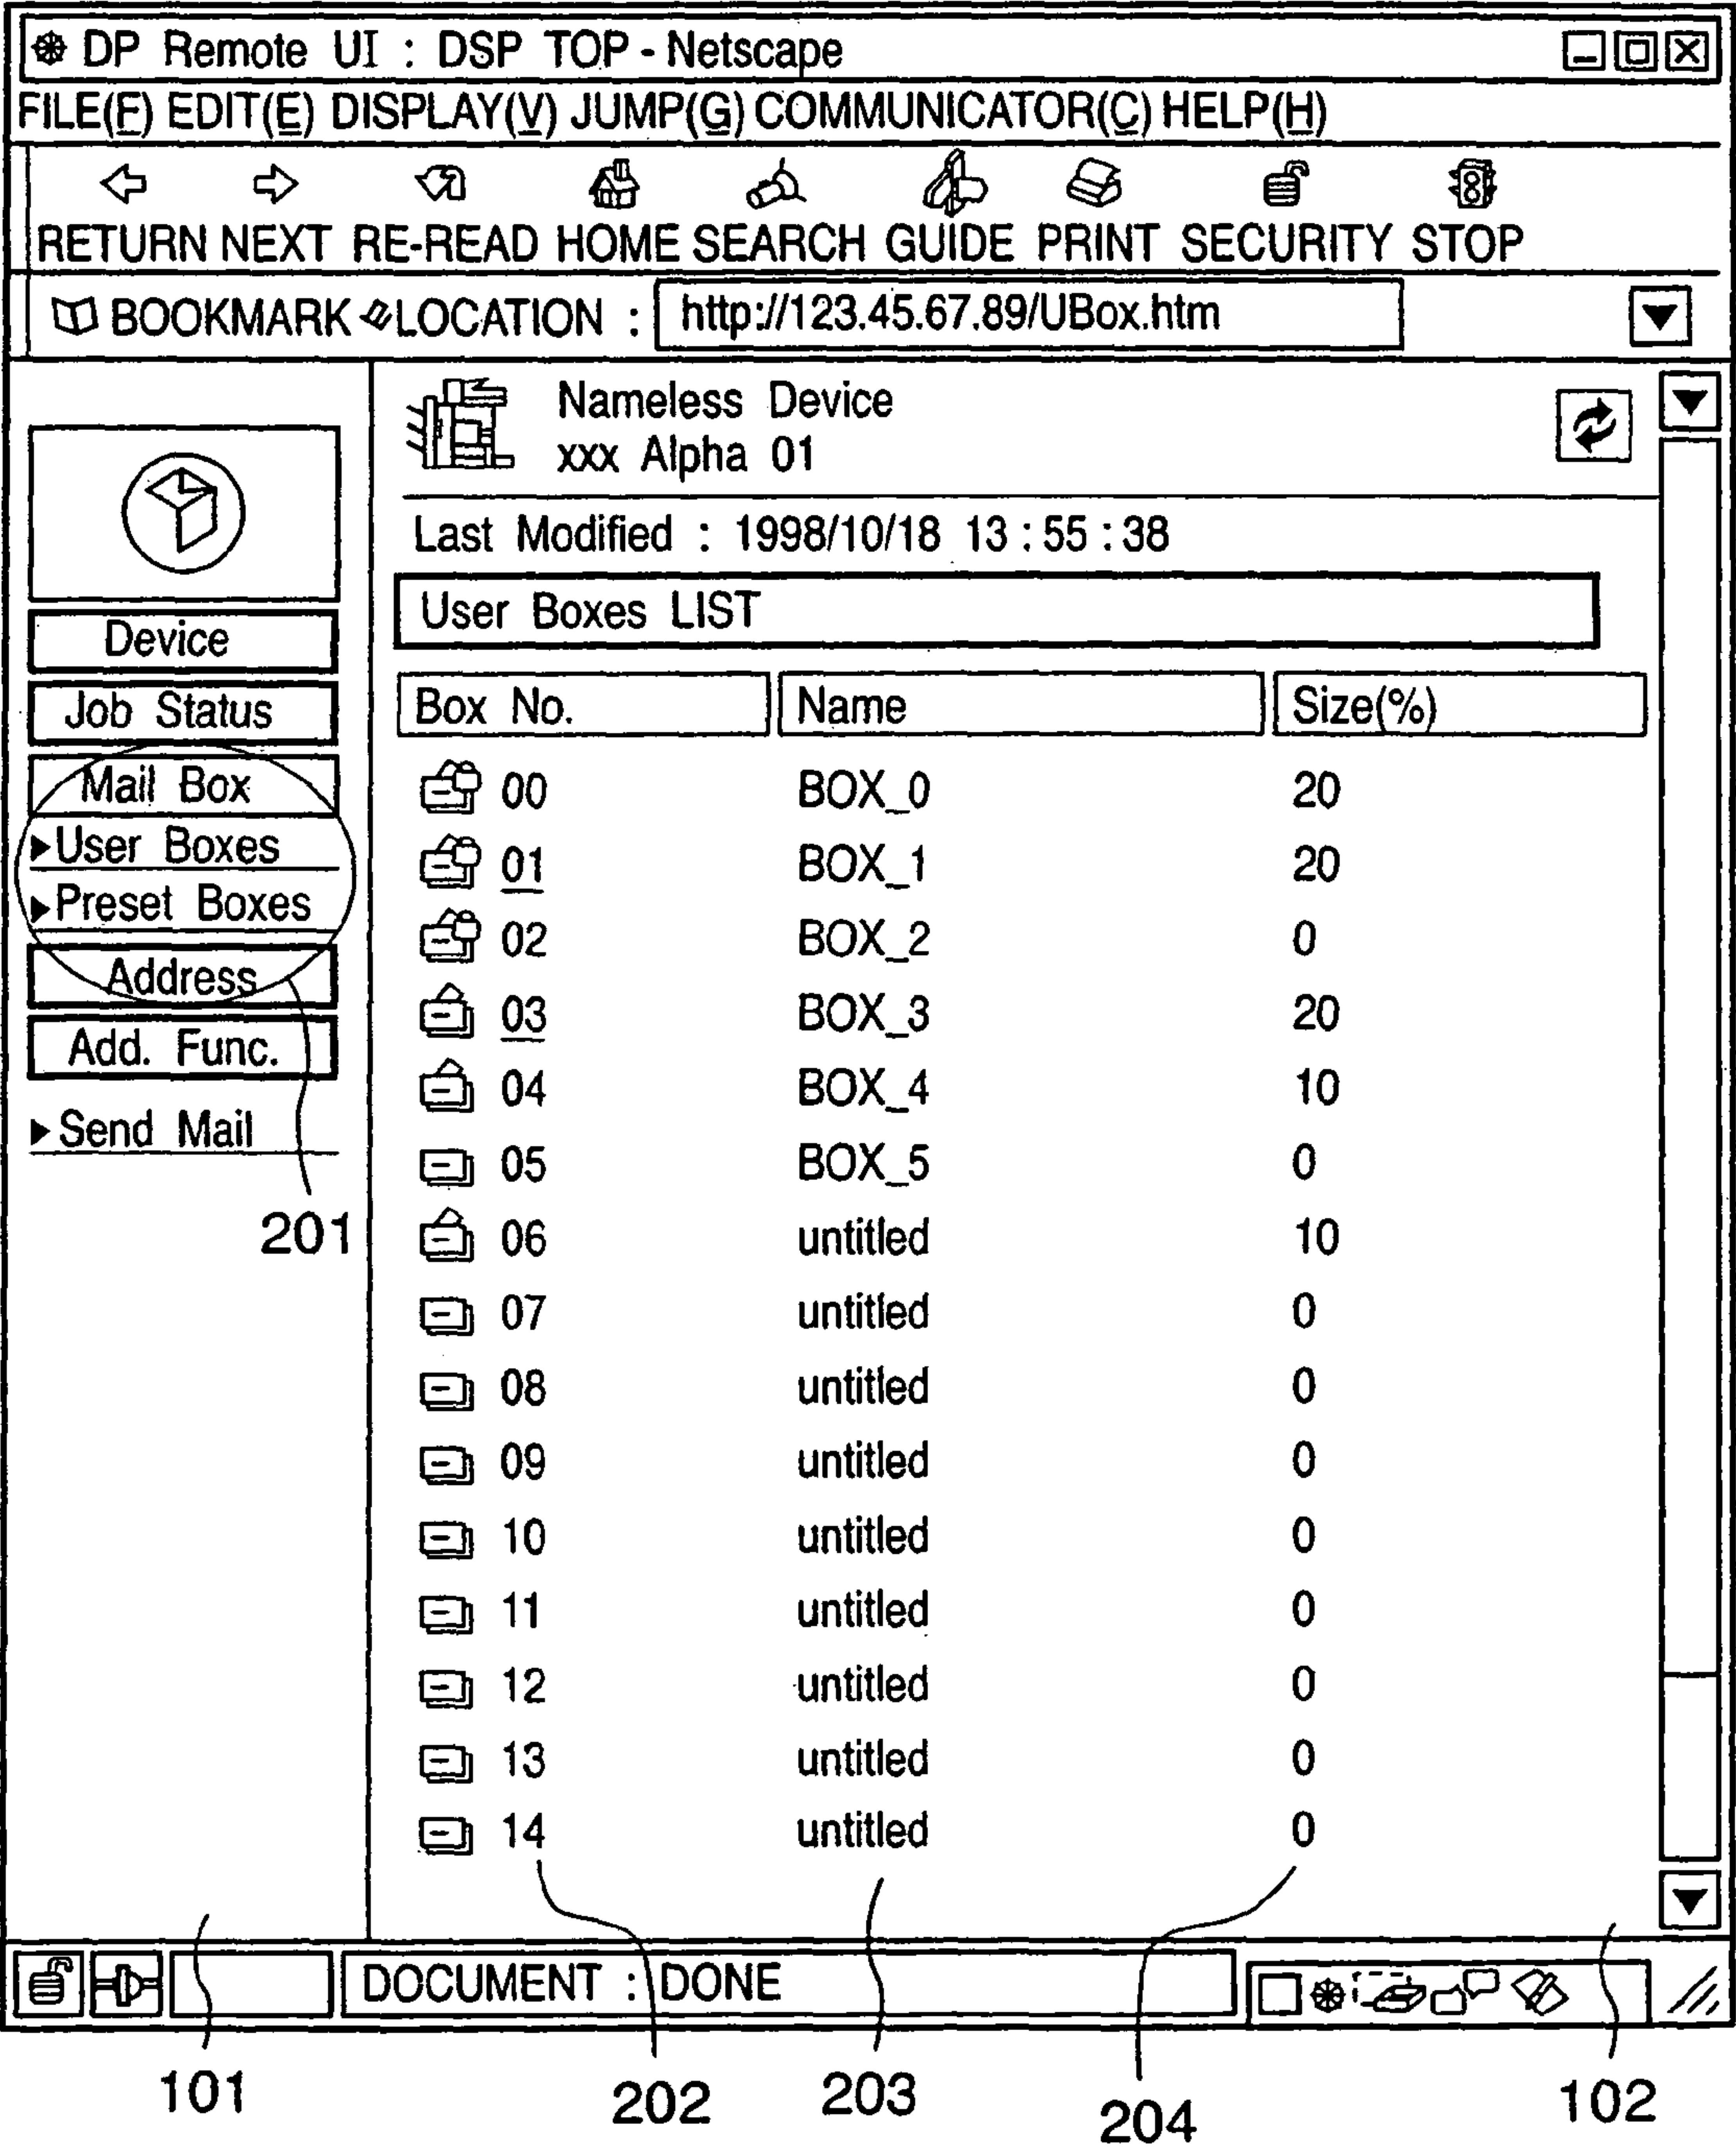 DP Remote UI : DSP TOP - Netscape
FILE(F) EDIT(E) DISPLAY(V) JUMP(G) COMMUNICATOR(C) HELP(H)
RETURN NEXT RE-READ HOME SEARCH GUIDE PRINT SECURITY STOP
BOOKMARK LOCATION : http://123.45.67.89/UBox.htm
Nameless Device
xxx Alpha 01
Last Modified : 1998/10/18 13 : 55 : 38
User Boxes LIST
Device
Job Status
Mail Box
▶User Boxes
▶Preset Boxes
Address
Add. Func.
▶Send Mail
201
Box No. Name Size(%)
00 BOX_0 20
01 BOX_1 20
02 BOX_2 0
03 BOX_3 20
04 BOX_4 10
05 BOX_5 0
06 untitled 10
07 untitled 0
08 untitled 0
09 untitled 0
10 untitled 0
11 untitled 0
12 untitled 0
13 untitled 0
14 untitled 0
DOCUMENT : DONE
101 202 203 204 102